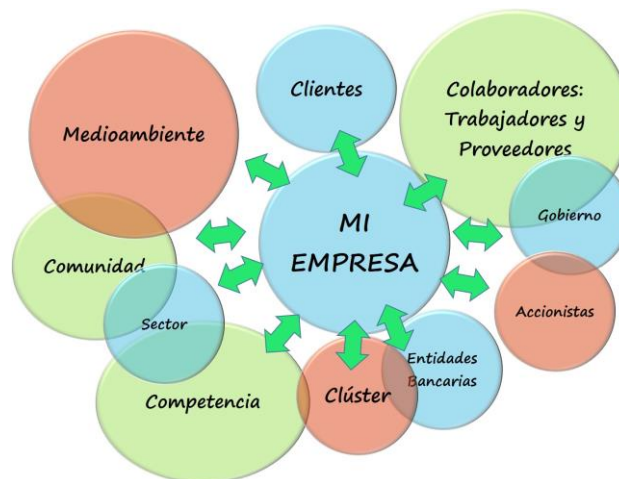 Clientes
Colaboradores:
Trabajadores y
Proveedores
Medioambiente
MI
EMPRESA
Gobierno
Comunidad
Sector
Accionistas
Entidades
Bancarias
Clúster
Competencia